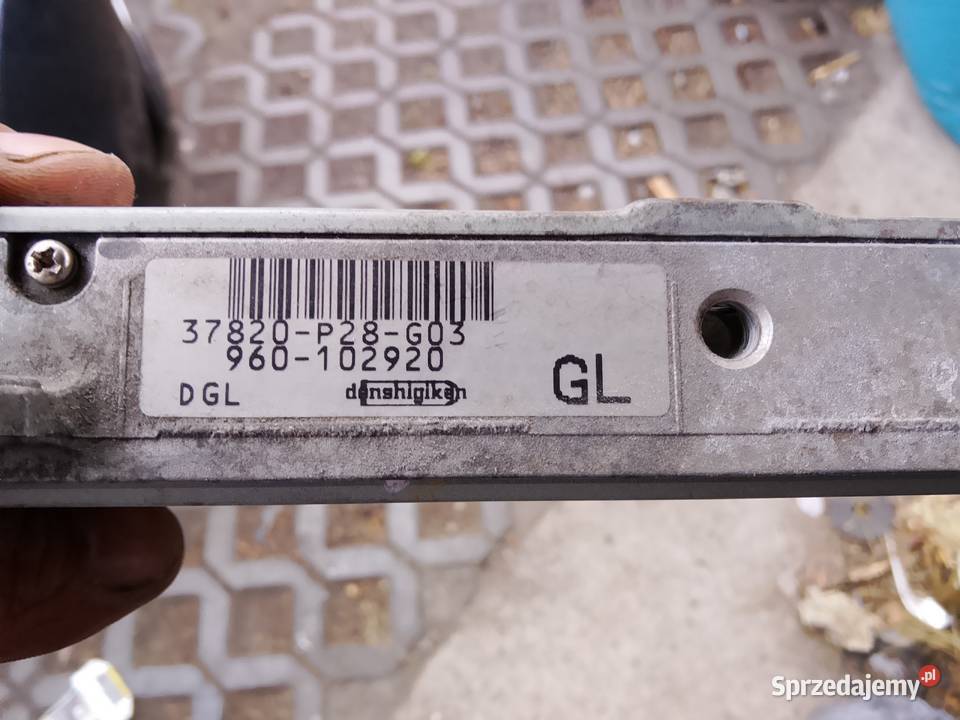 37820-P28-G03
960-102920
DGL
denshigiken
GL
Sprzedajemy.pl